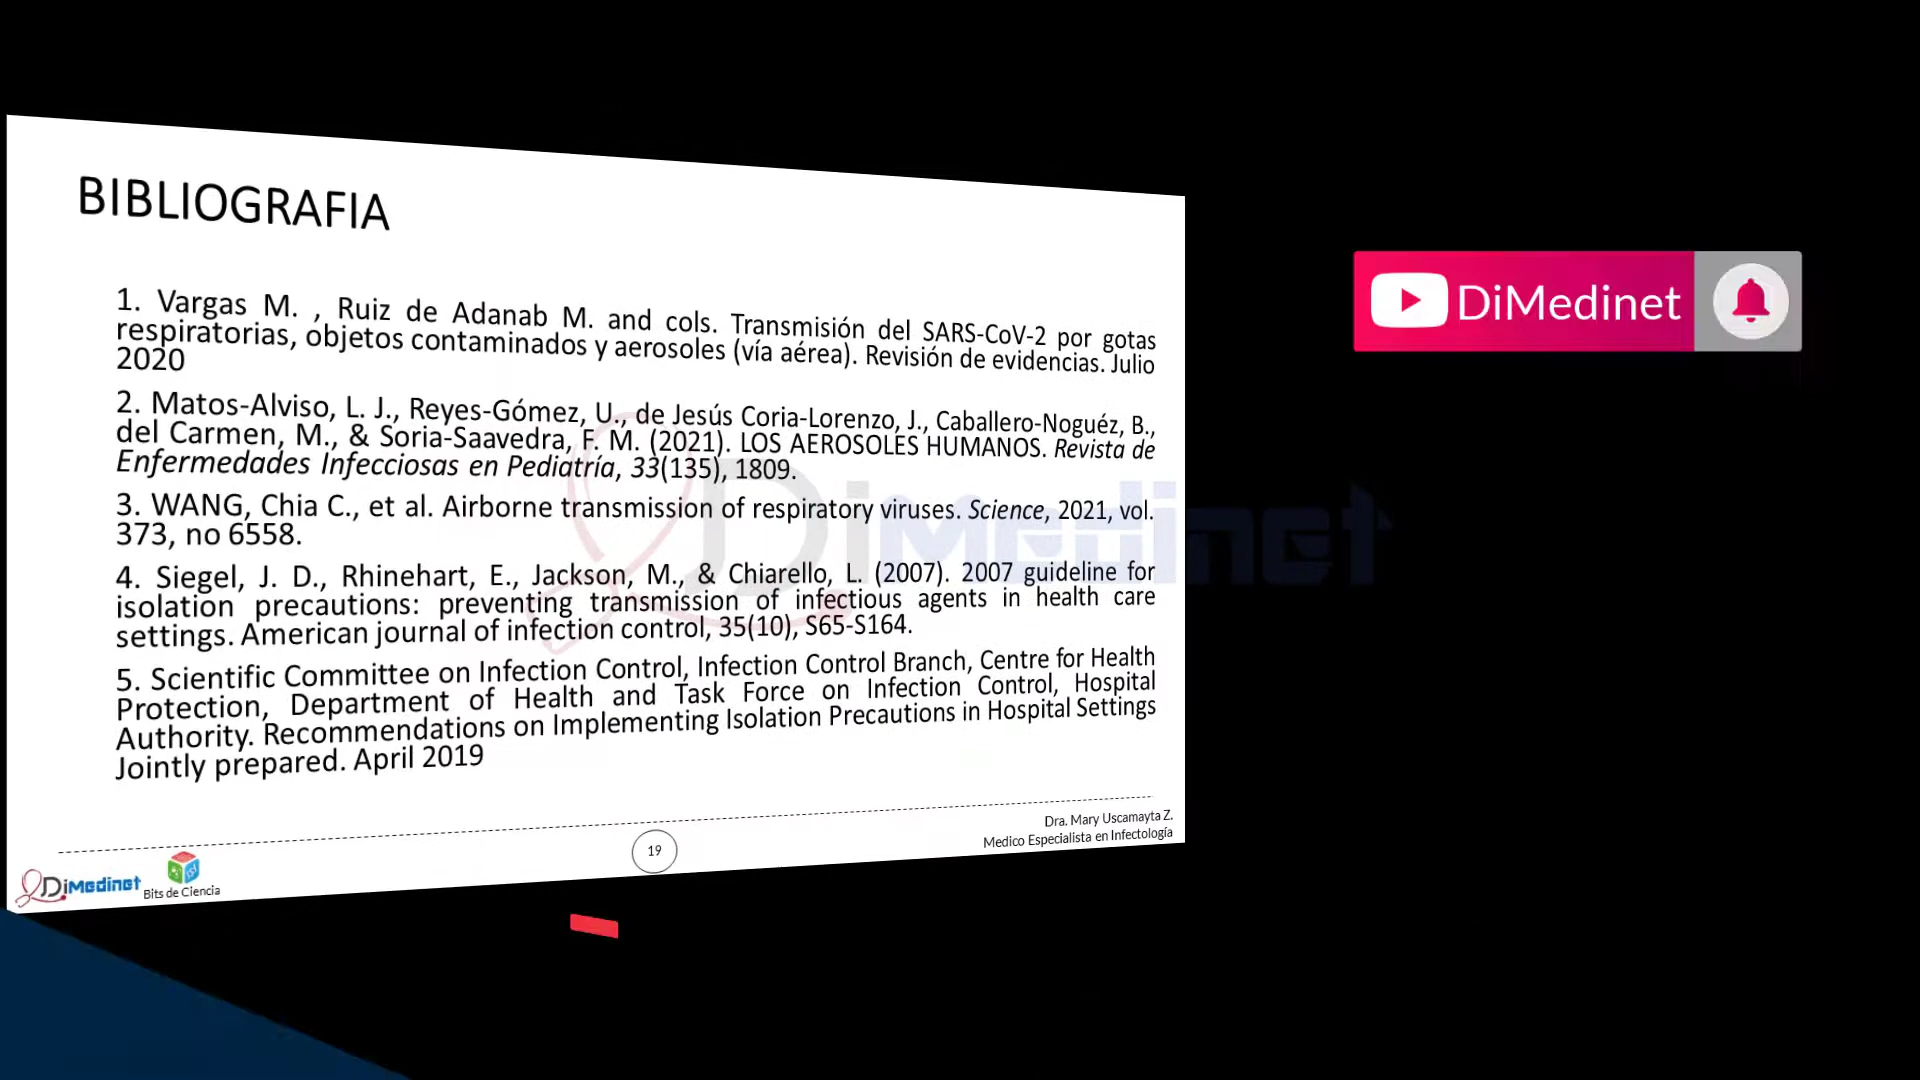 BIBLIOGRAFIA
1. Vargas M. , Ruiz de Adanab M. and cols. Transmisión del SARS-CoV-2 por gotas
respiratorias, objetos contaminados y aerosoles (vía aérea). Revisión de evidencias. Julio
2020
2. Matos-Alviso, L. J., Reyes-Gómez, U., de Jesús Coria-Lorenzo, J., Caballero-Noguéz, B.,
del Carmen, M., & Soria-Saavedra, F. M. (2021). LOS AEROSOLES HUMANOS. Revista de
Enfermedades Infecciosas en Pediatría, 33(135), 1809.
3. WANG, Chia C., et al. Airborne transmission of respiratory viruses. Science, 2021, vol.
373, no 6558.
4. Siegel, J. D., Rhinehart, E., Jackson, M., & Chiarello, L. (2007). 2007 guideline for
isolation precautions: preventing transmission of infectious agents in health care
settings. American journal of infection control, 35(10), S65-S164.
5. Scientific Committee on Infection Control, Infection Control Branch, Centre for Health
Protection, Department of Health and Task Force on Infection Control, Hospital
Authority. Recommendations on Implementing Isolation Precautions in Hospital Settings
Jointly prepared. April 2019
DiMedinet
Bits de Ciencia
19
Dra. Mary Uscamayta Z.
Medico Especialista en Infectología
DiMedinet
DiMedinet